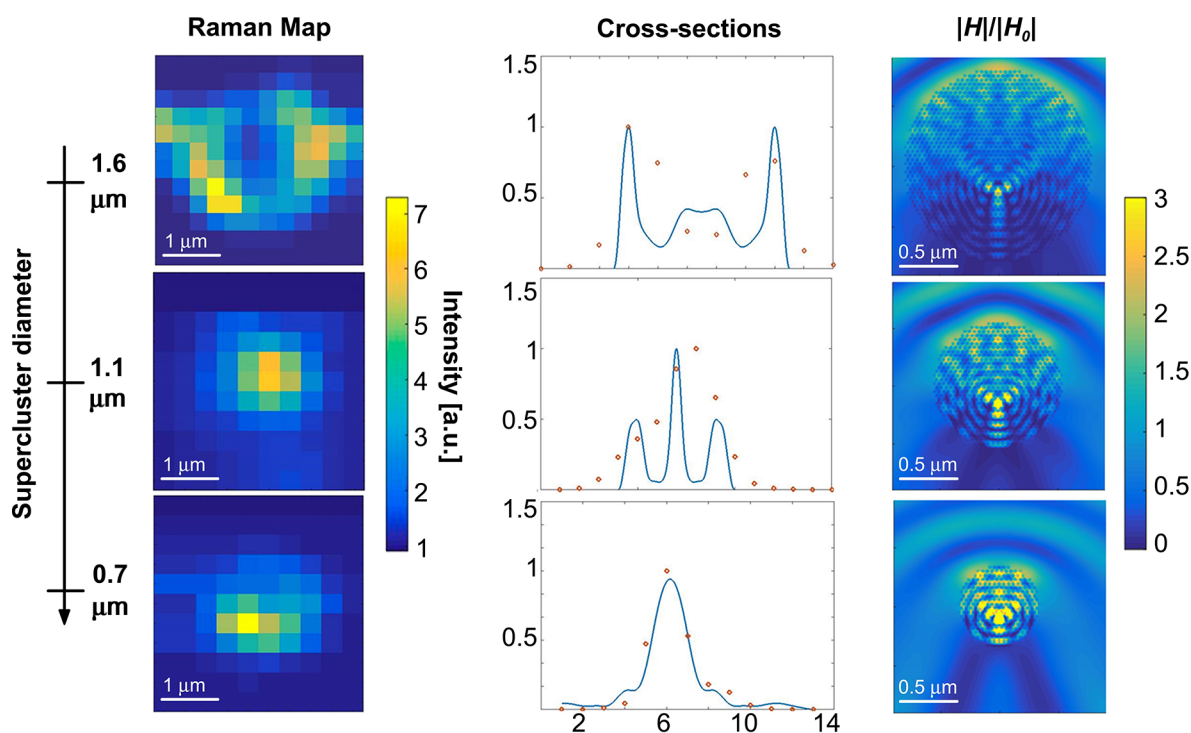 Raman Map
Cross-sections
|H|/|H₀|
Supercluster diameter
1.6
μm
1.1
μm
0.7
μm
1 μm
1 μm
1 μm
7
6
5
4
3
2
1
Intensity [a.u.]
1.5
1
0.5
1.5
1
0.5
1.5
1
0.5
2
6
10
14
0.5 μm
0.5 μm
0.5 μm
3
2.5
2
1.5
1
0.5
0